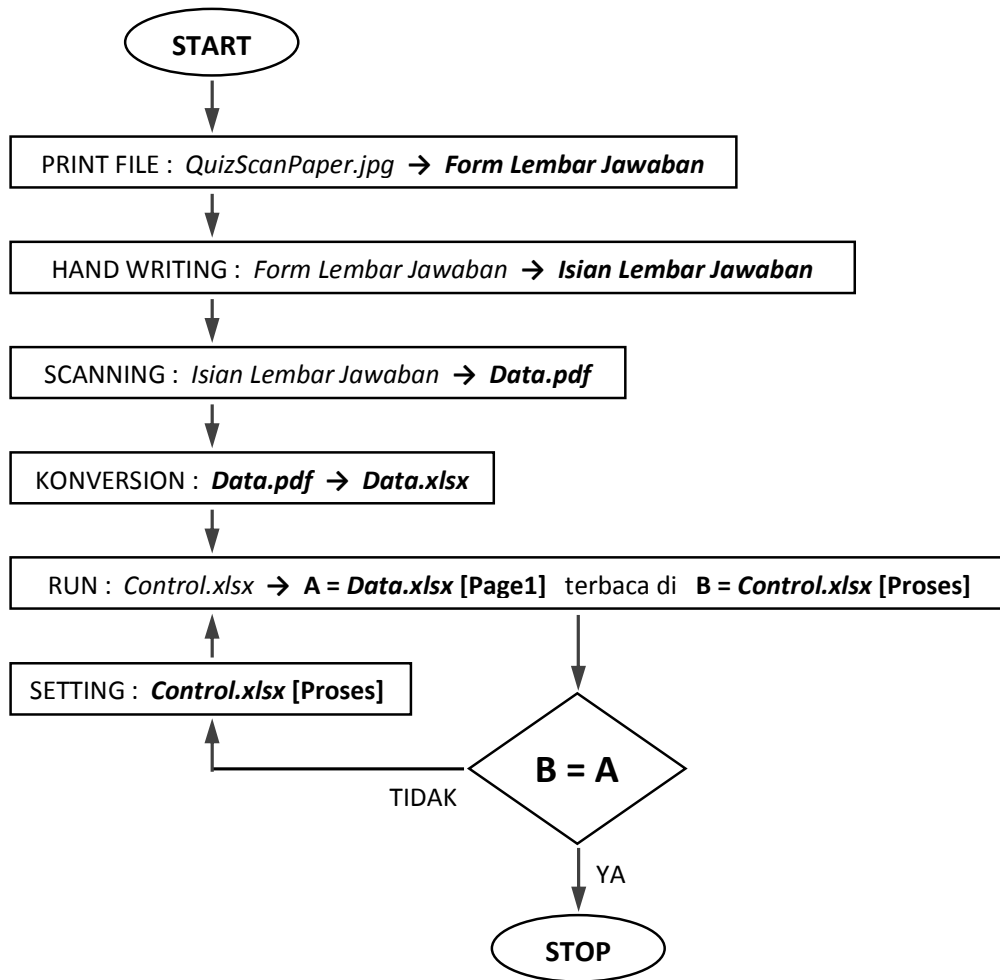 START
PRINT FILE : QuizScanPaper.jpg → Form Lembar Jawaban
HAND WRITING : Form Lembar Jawaban → Isian Lembar Jawaban
SCANNING : Isian Lembar Jawaban → Data.pdf
KONVERSION : Data.pdf → Data.xlsx
RUN : Control.xlsx → A = Data.xlsx [Page1] terbaca di B = Control.xlsx [Proses]
SETTING : Control.xlsx [Proses]
B = A
TIDAK
YA
STOP